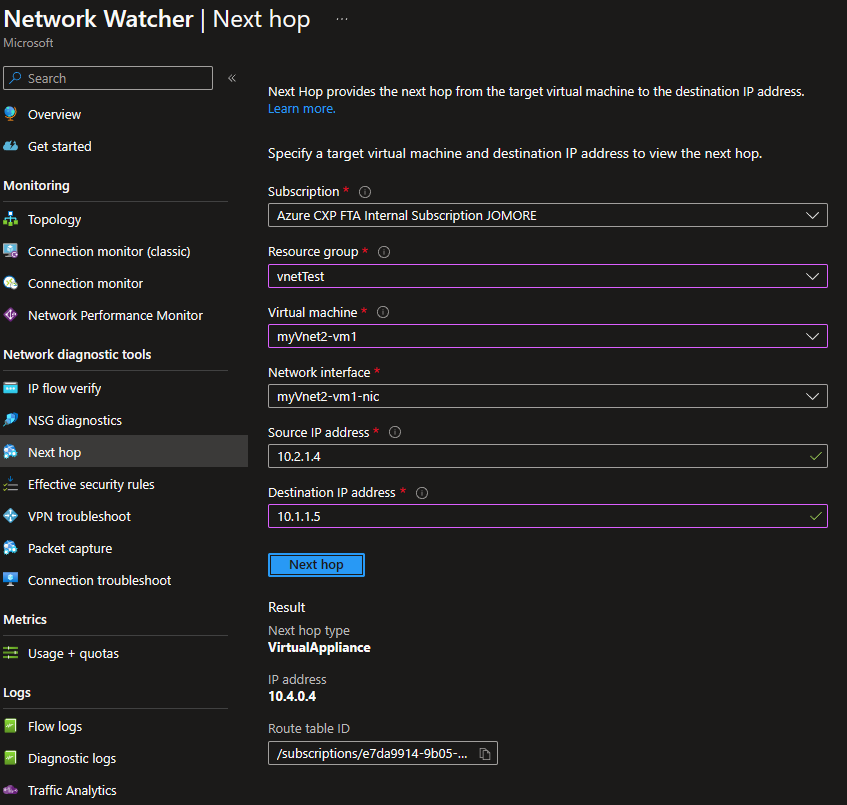 Network Watcher | Next hop ...
Microsoft
Search
«
Overview
Get started
Monitoring
Topology
Connection monitor (classic)
Connection monitor
Network Performance Monitor
Network diagnostic tools
IP flow verify
NSG diagnostics
Next hop
Effective security rules
VPN troubleshoot
Packet capture
Connection troubleshoot
Metrics
Usage + quotas
Logs
Flow logs
Diagnostic logs
Traffic Analytics
Next Hop provides the next hop from the target virtual machine to the destination IP address.
Learn more.
Specify a target virtual machine and destination IP address to view the next hop.
Subscription *
Azure CXP FTA Internal Subscription JOMORE
Resource group *
vnetTest
Virtual machine *
myVnet2-vm1
Network interface *
myVnet2-vm1-nic
Source IP address *
10.2.1.4
Destination IP address *
10.1.1.5
Next hop
Result
Next hop type
VirtualAppliance
IP address
10.4.0.4
Route table ID
/subscriptions/e7da9914-9b05-...